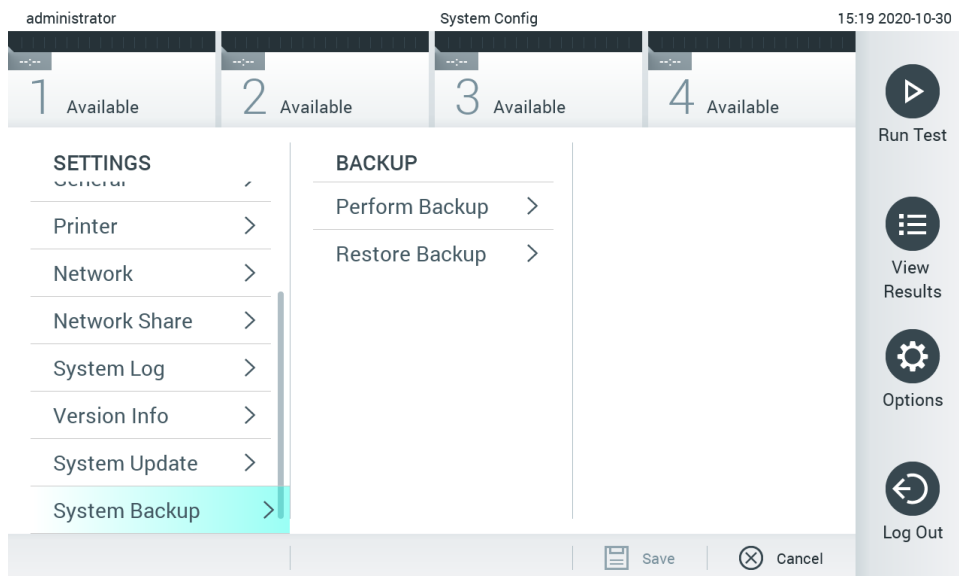 administrator System Config 15:19 2020-10-30
--:-- --:-- --:-- --:--
1 Available 2 Available 3 Available 4 Available
Run Test
SETTINGS
General
Printer
Network
Network Share
System Log
Version Info
System Update
System Backup
BACKUP
Perform Backup
Restore Backup
View
Results
Options
Log Out
Save Cancel